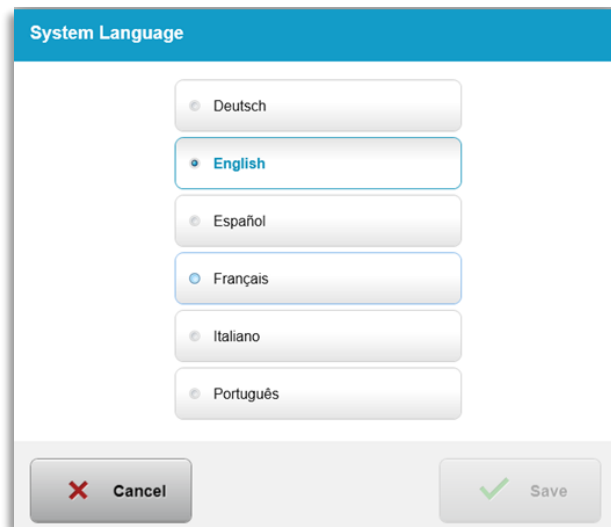 System Language
Deutsch
English
Español
Français
Italiano
Português
Cancel
Save